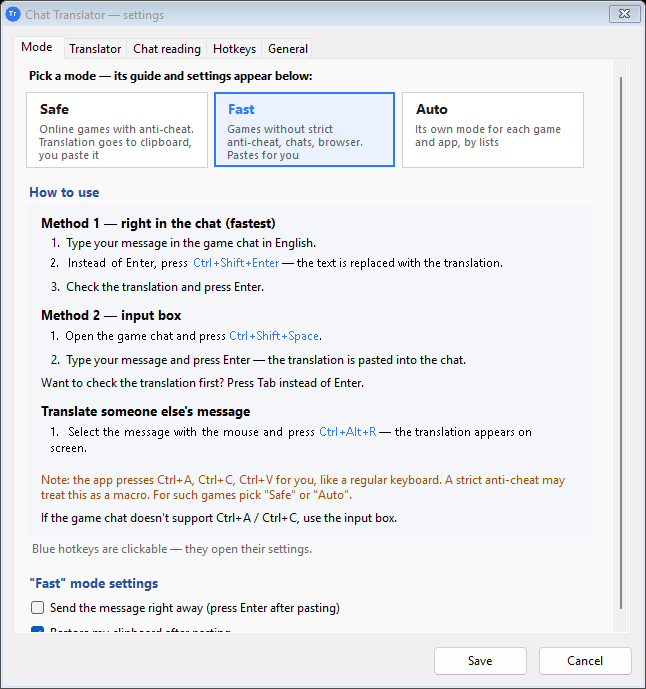 Tr Chat Translator — settings
Mode Translator Chat reading Hotkeys General
Pick a mode — its guide and settings appear below:
Safe
Online games with anti-cheat.
Translation goes to clipboard,
you paste it
Fast
Games without strict
anti-cheat, chats, browser.
Pastes for you
Auto
Its own mode for each game
and app, by lists
How to use
Method 1 — right in the chat (fastest)
1. Type your message in the game chat in English.
2. Instead of Enter, press Ctrl+Shift+Enter — the text is replaced with the translation.
3. Check the translation and press Enter.
Method 2 — input box
1. Open the game chat and press Ctrl+Shift+Space.
2. Type your message and press Enter — the translation is pasted into the chat.
Want to check the translation first? Press Tab instead of Enter.
Translate someone else's message
1. Select the message with the mouse and press Ctrl+Alt+R — the translation appears on
screen.
Note: the app presses Ctrl+A, Ctrl+C, Ctrl+V for you, like a regular keyboard. A strict anti-cheat may
treat this as a macro. For such games pick "Safe" or "Auto".
If the game chat doesn't support Ctrl+A / Ctrl+C, use the input box.
Blue hotkeys are clickable — they open their settings.
"Fast" mode settings
Send the message right away (press Enter after pasting)
Restore my clipboard after pasting
Save Cancel